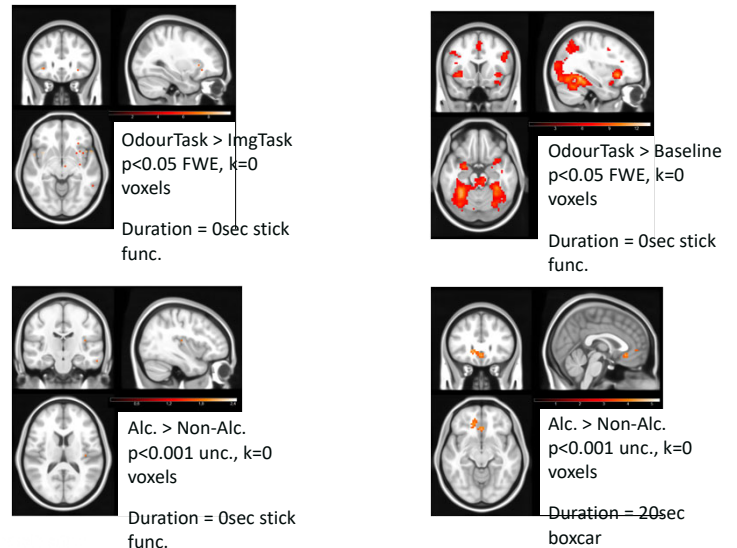 OdourTask > ImgTask
p<0.05 FWE, k=0
voxels
Duration = 0sec stick
func.
OdourTask > Baseline
p<0.05 FWE, k=0
voxels
Duration = 0sec stick
func.
Alc. > Non-Alc.
p<0.001 unc., k=0
voxels
Duration = 0sec stick
func.
Alc. > Non-Alc.
p<0.001 unc., k=0
voxels
Duration = 20sec
boxcar